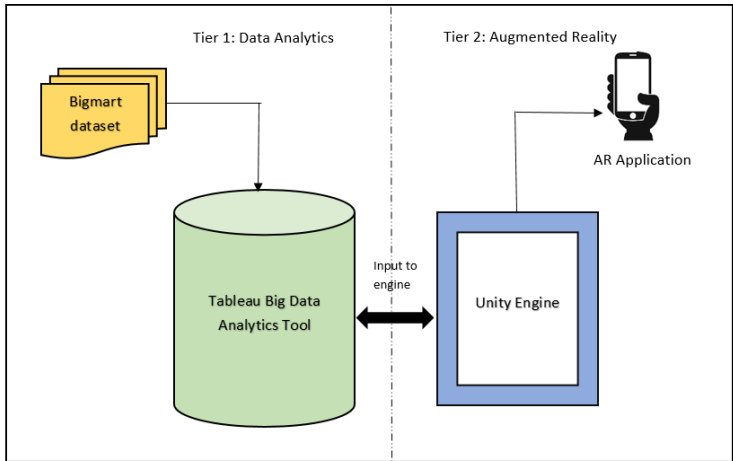 Tier 1: Data Analytics
Tier 2: Augmented Reality
Bigmart
dataset
AR Application
Input to
engine
Tableau Big Data
Analytics Tool
Unity Engine